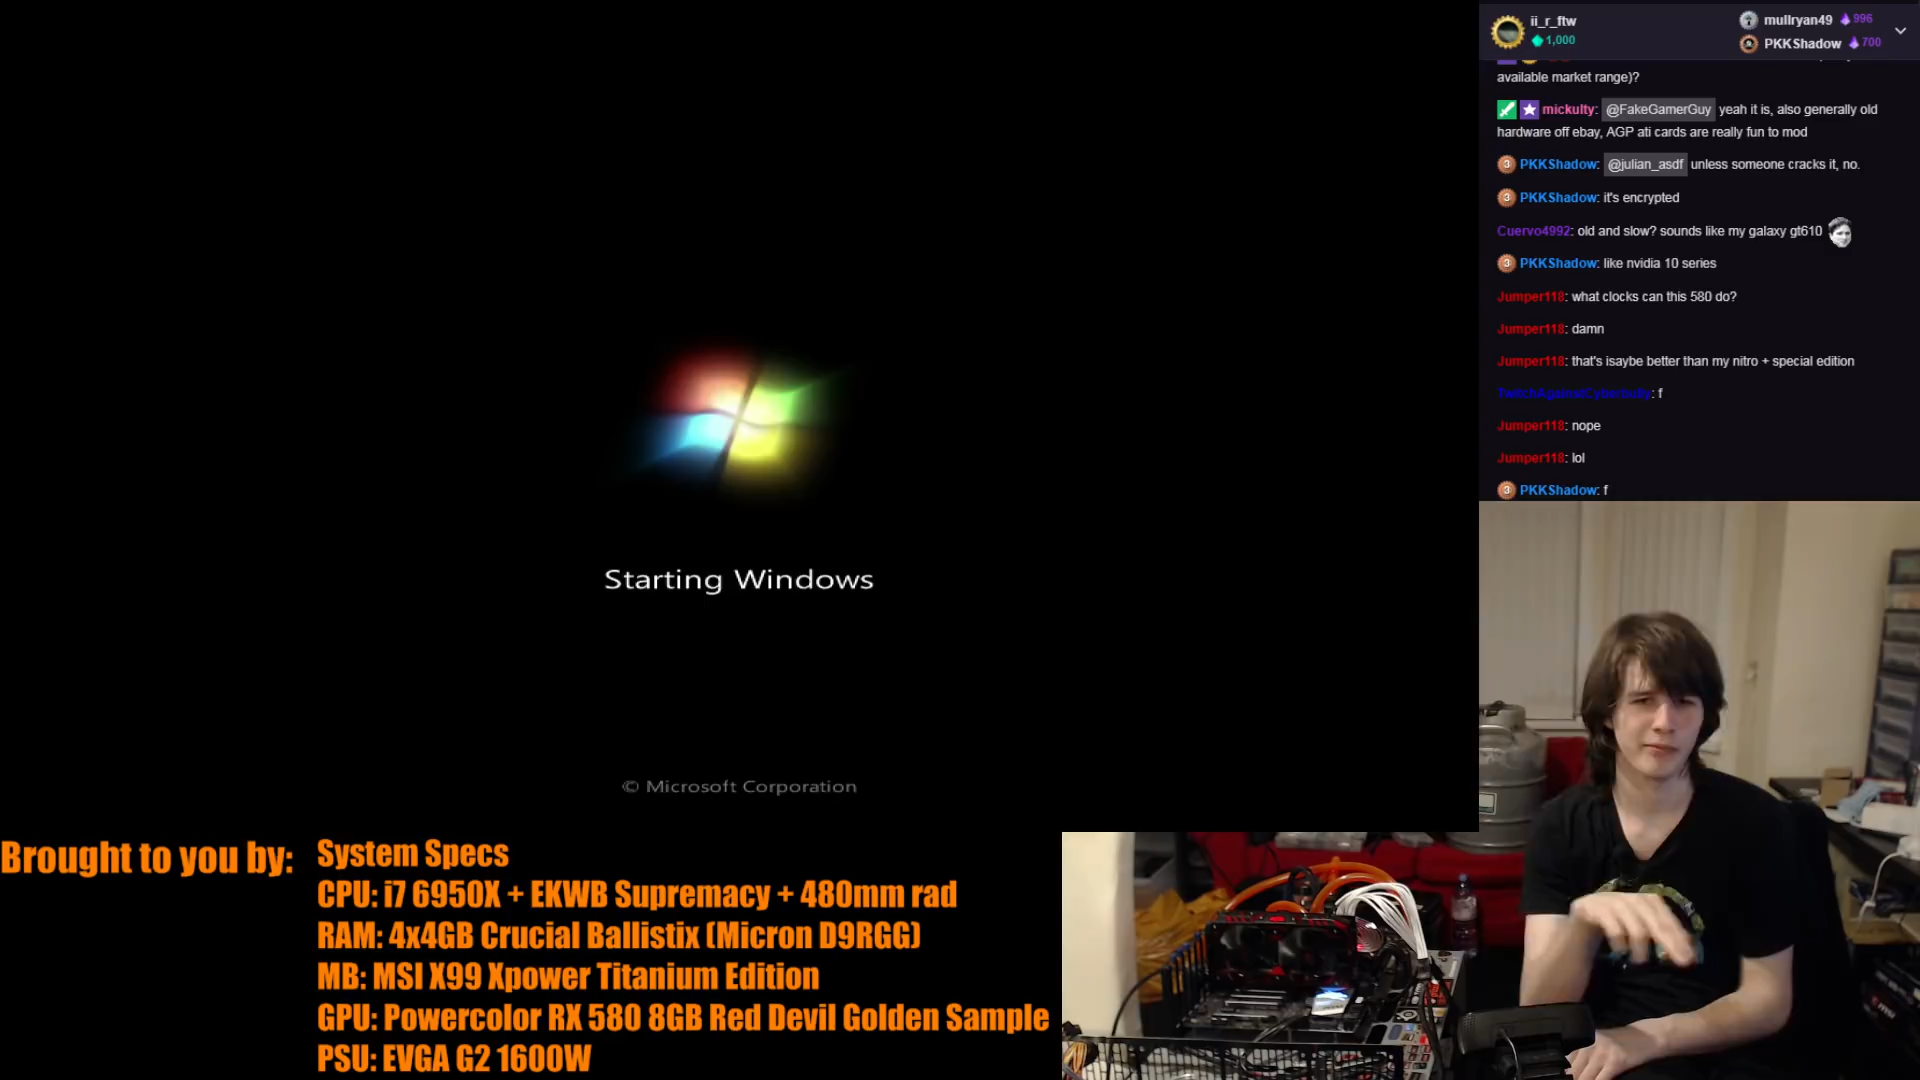 ii_r_ftw
1,000
mullryan49 996
PKKShadow 700
available market range)?
mickulty: @FakeGamerGuy yeah it is, also generally old
hardware off ebay, AGP ati cards are really fun to mod
3 PKKShadow: @julian_asdf unless someone cracks it, no.
3 PKKShadow: it's encrypted
Cuervo4992: old and slow? sounds like my galaxy gt610
3 PKKShadow: like nvidia 10 series
Jumper118: what clocks can this 580 do?
Jumper118: damn
Jumper118: that's isaybe better than my nitro + special edition
TwitchAgainstCyberbully: f
Jumper118: nope
Jumper118: lol
3 PKKShadow: f
Starting Windows
© Microsoft Corporation
Brought to you by:
System Specs
CPU: i7 6950X + EKWB Supremacy + 480mm rad
RAM: 4x4GB Crucial Ballistix (Micron D9RGG)
MB: MSI X99 Xpower Titanium Edition
GPU: Powercolor RX 580 8GB Red Devil Golden Sample
PSU: EVGA G2 1600W